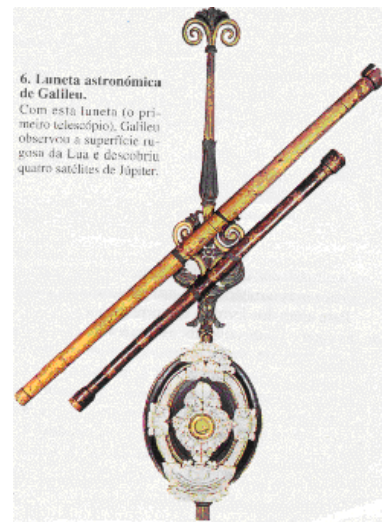 6. Luneta astronómica
de Galileu.
Com esta luneta (o pri-
meiro telescópio), Galileu
observou a superfície ru-
gosa da Lua e descobriu
quatro satélites de Júpiter.